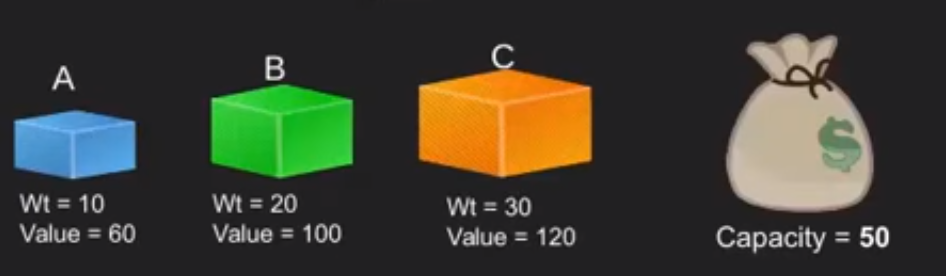 A
Wt = 10
Value = 60
B
Wt = 20
Value = 100
C
Wt = 30
Value = 120
$
Capacity = 50